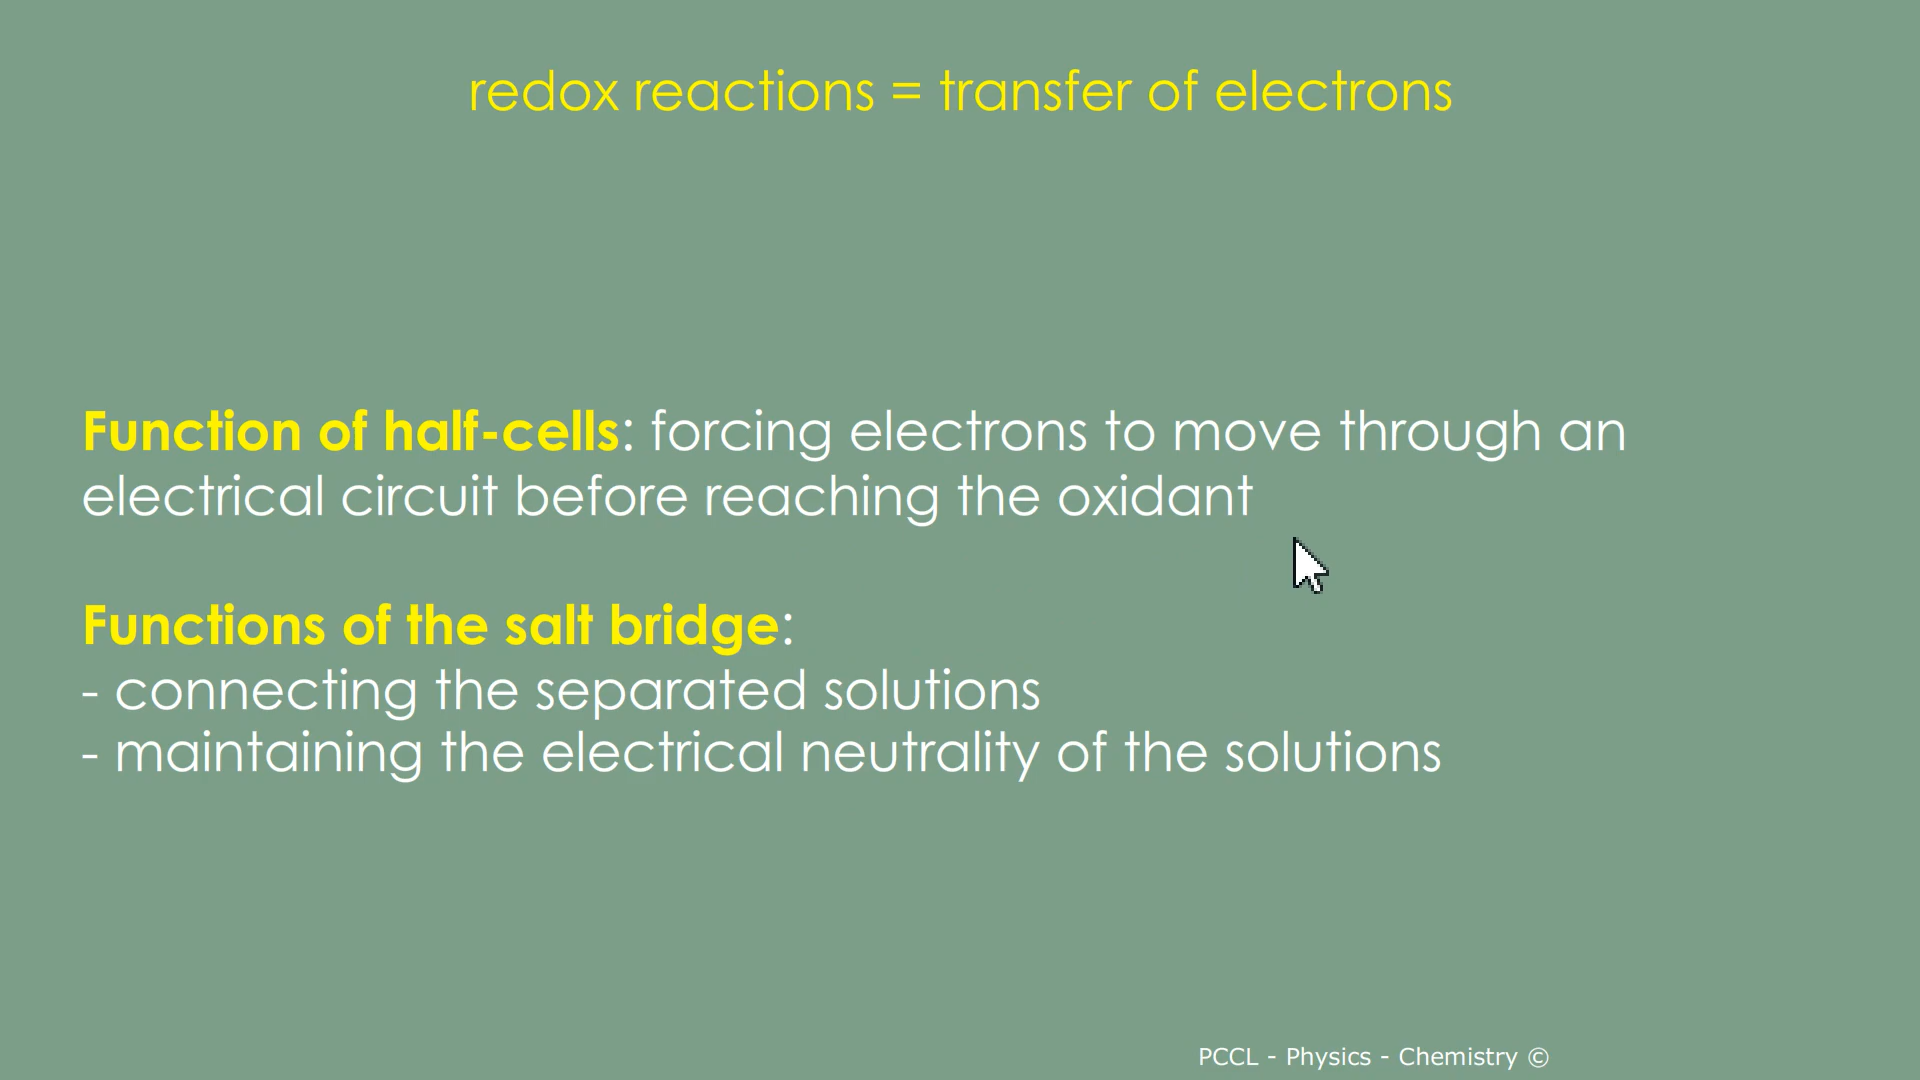 redox reactions = transfer of electrons
Function of half-cells: forcing electrons to move through an
electrical circuit before reaching the oxidant
Functions of the salt bridge:
- connecting the separated solutions
- maintaining the electrical neutrality of the solutions
PCCL - Physics - Chemistry ©